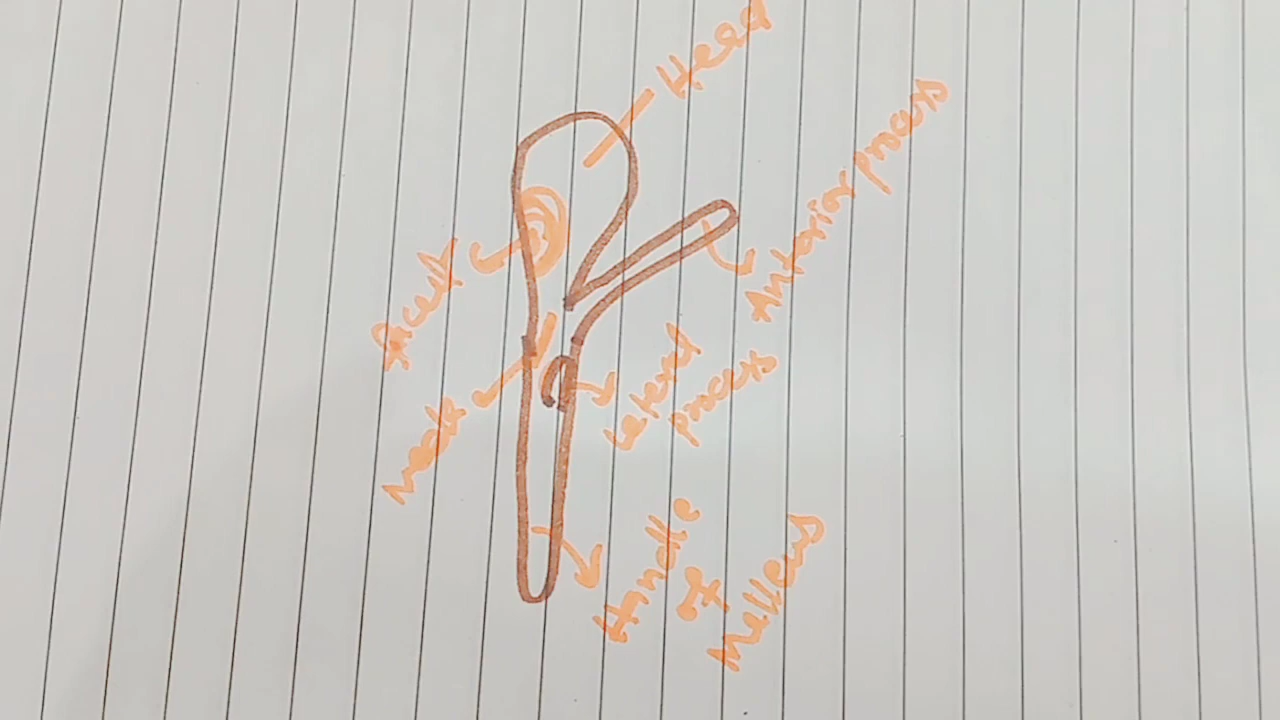 Head
Anterior process
facet
Neck
Lateral
process
Handle
of
Malleus